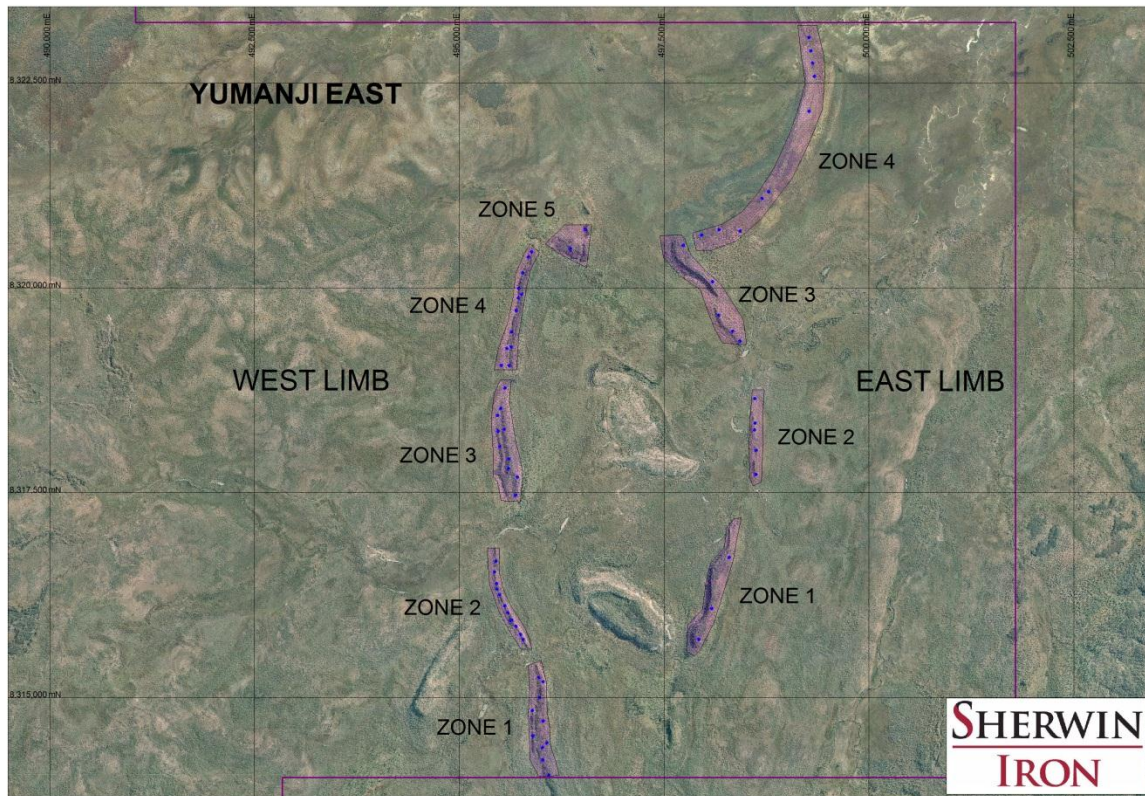 490,000 mE
492,500 mE
495,000 mE
497,500 mE
500,000 mE
502,500 mE
8,322,500 mN
YUMANJI EAST
ZONE 4
ZONE 5
8,320,000 mN
ZONE 4
ZONE 3
WEST LIMB
EAST LIMB
ZONE 3
ZONE 2
8,317,500 mN
ZONE 2
ZONE 1
8,315,000 mN
ZONE 1
SHERWIN
IRON